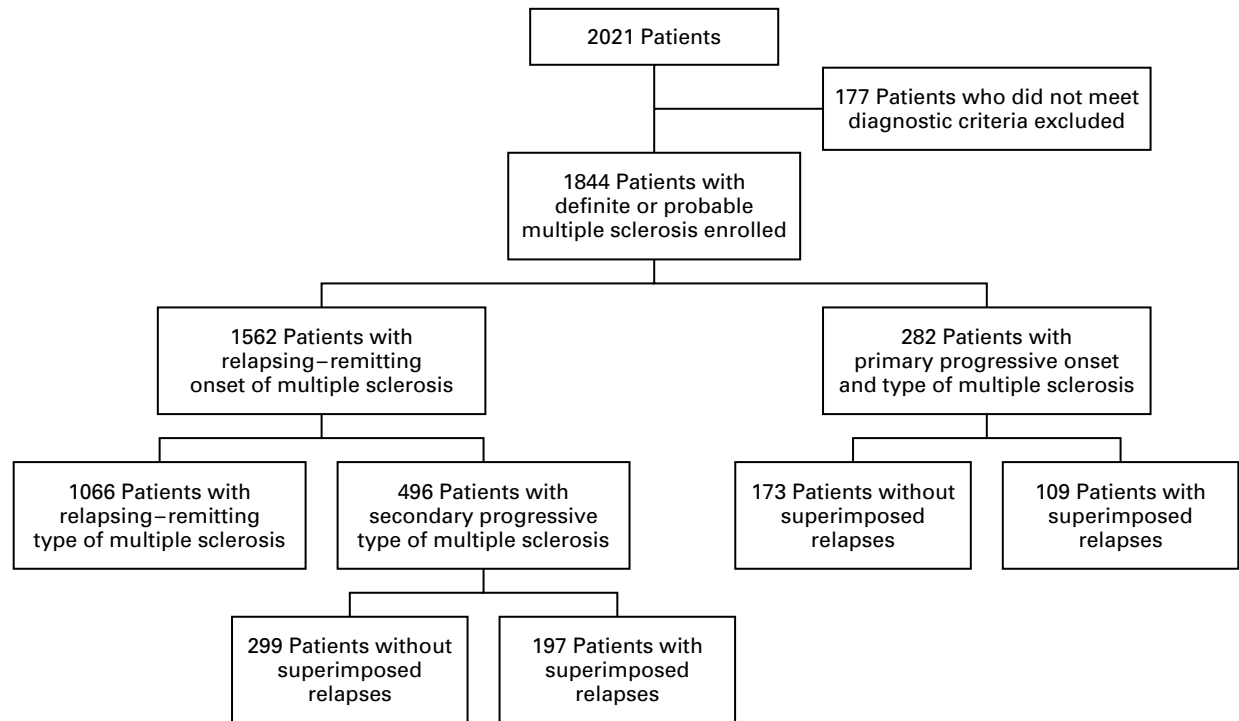 2021 Patients
177 Patients who did not meet
diagnostic criteria excluded
1844 Patients with
definite or probable
multiple sclerosis enrolled
1562 Patients with
relapsing–remitting
onset of multiple sclerosis
282 Patients with
primary progressive onset
and type of multiple sclerosis
1066 Patients with
relapsing–remitting
type of multiple sclerosis
496 Patients with
secondary progressive
type of multiple sclerosis
173 Patients without
superimposed
relapses
109 Patients with
superimposed
relapses
299 Patients without
superimposed
relapses
197 Patients with
superimposed
relapses